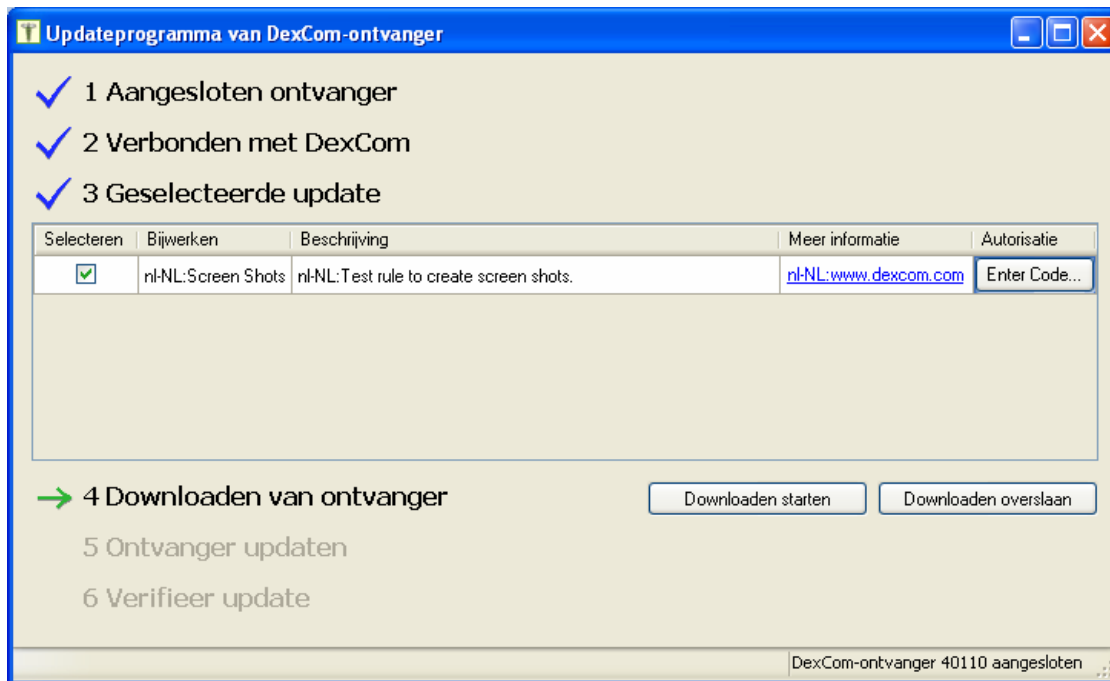 Updateprogramma van DexCom-ontvanger
1 Aangesloten ontvanger
2 Verbonden met DexCom
3 Geselecteerde update
Selecteren Bijwerken Beschrijving Meer informatie Autorisatie
nl-NL:Screen Shots nl-NL:Test rule to create screen shots. nl-NL:www.dexcom.com Enter Code...
4 Downloaden van ontvanger Downloaden starten Downloaden overslaan
5 Ontvanger updaten
6 Verifieer update
DexCom-ontvanger 40110 aangesloten